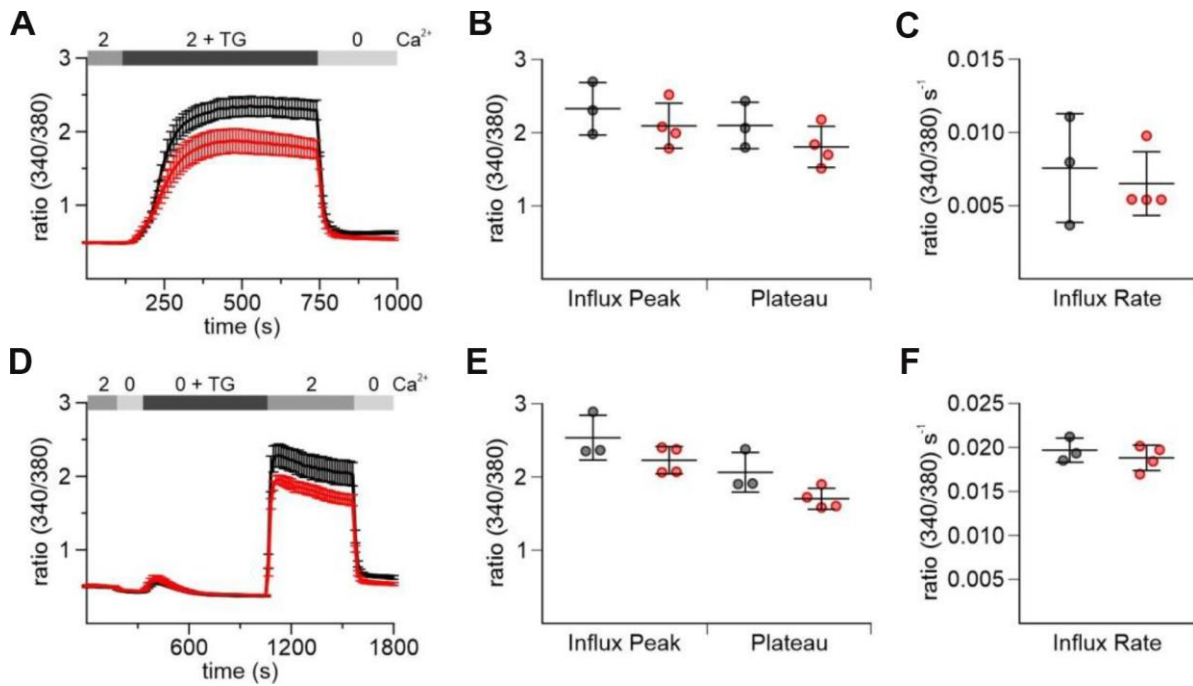 A
2
2 + TG
0
Ca²⁺
3
2
1
ratio (340/380)
250
500
750
1000
time (s)
B
3
2
1
ratio (340/380)
Influx Peak
Plateau
C
0.015
0.010
0.005
ratio (340/380) s⁻¹
Influx Rate
D
2
0
0 + TG
2
0
Ca²⁺
3
2
1
ratio (340/380)
600
1200
1800
time (s)
E
3
2
1
ratio (340/380)
Influx Peak
Plateau
F
0.025
0.020
0.015
0.010
0.005
ratio (340/380) s⁻¹
Influx Rate